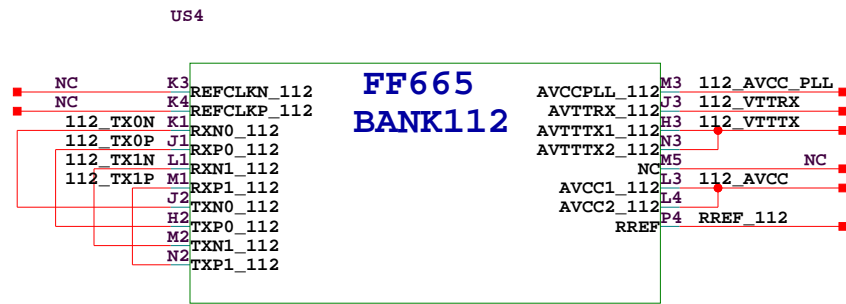 US4
FF665
BANK112
NC K3 REFCLKN_112
NC K4 REFCLKP_112
112_TX0N K1 RXN0_112
112_TX0P J1 RXP0_112
112_TX1N L1 RXN1_112
112_TX1P M1 RXP1_112
J2 TXN0_112
H2 TXP0_112
M2 TXN1_112
N2 TXP1_112
AVCCPLL_112 M3 112_AVCC_PLL
AVTTRX_112 J3 112_VTTRX
AVTTTX1_112 H3 112_VTTTX
AVTTTX2_112 N3
NC M5 NC
AVCC1_112 L3 112_AVCC
AVCC2_112 L4
RREF P4 RREF_112